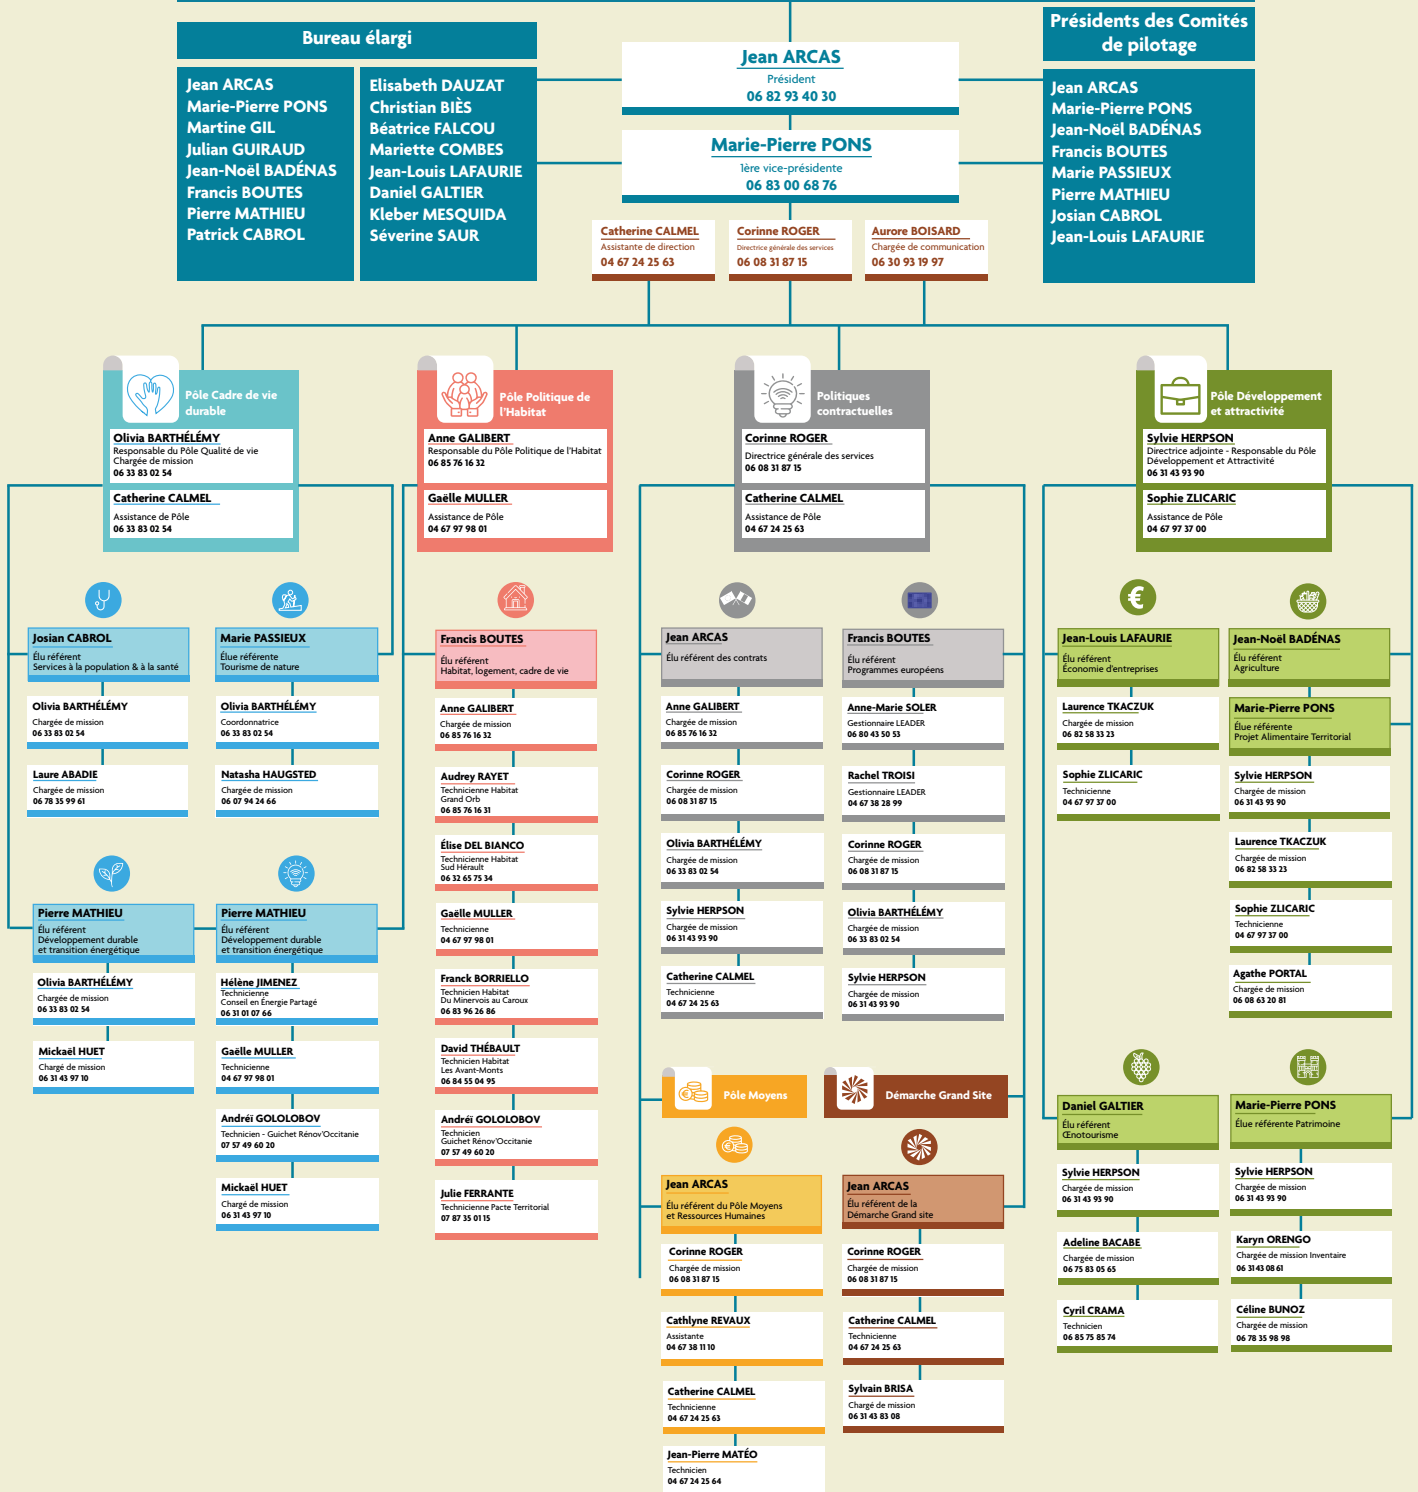 Bureau élargi
Jean ARCAS
Marie-Pierre PONS
Martine GIL
Julian GUIRAUD
Jean-Noël BADÉNAS
Francis BOUTES
Pierre MATHIEU
Patrick CABROL
Elisabeth DAUZAT
Christian BIÈS
Béatrice FALCOU
Mariette COMBES
Jean-Louis LAFAURIE
Daniel GALTIER
Kleber MESQUIDA
Séverine SAUR
Jean ARCAS
Président
06 82 93 40 30
Marie-Pierre PONS
1ère vice-présidente
06 83 00 68 76
Présidents des Comités
de pilotage
Jean ARCAS
Marie-Pierre PONS
Jean-Noël BADÉNAS
Francis BOUTES
Marie PASSIEUX
Pierre MATHIEU
Josian CABROL
Jean-Louis LAFAURIE
Catherine CALMEL
Assistante de direction
04 67 24 25 63
Corinne ROGER
Directrice générale des services
06 08 31 87 15
Aurore BOISARD
Chargée de communication
06 30 93 19 97
Pôle Cadre de vie
durable
Olivia BARTHÉLÉMY
Responsable du Pôle Qualité de vie
Chargée de mission
06 33 83 02 54
Catherine CALMEL
Assistance de Pôle
06 33 83 02 54
Josian CABROL
Élu référent
Services à la population & à la santé
Olivia BARTHÉLÉMY
Chargée de mission
06 33 83 02 54
Laure ABADIE
Chargée de mission
06 78 35 99 61
Marie PASSIEUX
Élue référente
Tourisme de nature
Olivia BARTHÉLÉMY
Coordonnatrice
06 33 83 02 54
Natasha HAUGSTED
Chargée de mission
06 07 94 24 66
Pierre MATHIEU
Élu référent
Développement durable
et transition énergétique
Olivia BARTHÉLÉMY
Chargée de mission
06 33 83 02 54
Mickaël HUET
Chargé de mission
06 31 43 97 10
Pierre MATHIEU
Élu référent
Développement durable
et transition énergétique
Hélène JIMENEZ
Technicienne
Conseil en Énergie Partagé
06 31 01 07 66
Gaëlle MULLER
Technicienne
04 67 97 98 01
Andréï GOLOLOBOV
Technicien - Guichet Rénov'Occitanie
07 57 49 60 20
Mickaël HUET
Chargé de mission
06 31 43 97 10
Pôle Politique de
l'Habitat
Anne GALIBERT
Responsable du Pôle Politique de l'Habitat
06 85 76 16 32
Gaëlle MULLER
Assistance de Pôle
04 67 97 98 01
Francis BOUTES
Élu référent
Habitat, logement, cadre de vie
Anne GALIBERT
Chargée de mission
06 85 76 16 32
Audrey RAYET
Technicienne Habitat
Grand Orb
06 85 76 16 31
Élise DEL BIANCO
Technicienne Habitat
Sud Hérault
06 32 65 75 34
Gaëlle MULLER
Technicienne
04 67 97 98 01
Franck BORRIELLO
Technicien Habitat
Du Minervois au Caroux
06 83 96 26 86
David THÉBAULT
Technicien Habitat
Les Avant-Monts
06 84 55 04 95
Andréï GOLOLOBOV
Technicien
Guichet Rénov'Occitanie
07 57 49 60 20
Julie FERRANTE
Technicienne Pacte Territorial
07 87 35 01 15
Politiques
contractuelles
Corinne ROGER
Directrice générale des services
06 08 31 87 15
Catherine CALMEL
Assistance de Pôle
04 67 24 25 63
Jean ARCAS
Élu référent des contrats
Anne GALIBERT
Chargée de mission
06 85 76 16 32
Corinne ROGER
Chargée de mission
06 08 31 87 15
Olivia BARTHÉLÉMY
Chargée de mission
06 33 83 02 54
Sylvie HERPSON
Chargée de mission
06 31 43 93 90
Catherine CALMEL
Technicienne
04 67 24 25 63
Francis BOUTES
Élu référent
Programmes européens
Anne-Marie SOLER
Gestionnaire LEADER
06 80 43 50 53
Rachel TROISI
Gestionnaire LEADER
04 67 38 28 99
Corinne ROGER
Chargée de mission
06 08 31 87 15
Olivia BARTHÉLÉMY
Chargée de mission
06 33 83 02 54
Sylvie HERPSON
Chargée de mission
06 31 43 93 90
Pôle Moyens
Jean ARCAS
Élu référent du Pôle Moyens
et Ressources Humaines
Corinne ROGER
Chargée de mission
06 08 31 87 15
Cathlyne REVAUX
Assistante
04 67 38 11 10
Catherine CALMEL
Technicienne
04 67 24 25 63
Jean-Pierre MATÉO
Technicien
04 67 24 25 64
Démarche Grand Site
Jean ARCAS
Élu référent de la
Démarche Grand site
Corinne ROGER
Chargée de mission
06 08 31 87 15
Catherine CALMEL
Technicienne
04 67 24 25 63
Sylvain BRISA
Chargé de mission
06 31 43 83 08
Pôle Développement
et attractivité
Sylvie HERPSON
Directrice adjointe - Responsable du Pôle
Développement et Attractivité
06 31 43 93 90
Sophie ZLICARIC
Assistance de Pôle
04 67 97 37 00
€
Jean-Louis LAFAURIE
Élu référent
Économie d'entreprises
Laurence TKACZUK
Chargée de mission
06 82 58 33 23
Sophie ZLICARIC
Technicienne
04 67 97 37 00
Jean-Noël BADÉNAS
Élu référent
Agriculture
Marie-Pierre PONS
Élue référente
Projet Alimentaire Territorial
Sylvie HERPSON
Chargée de mission
06 31 43 93 90
Laurence TKACZUK
Chargée de mission
06 82 58 33 23
Sophie ZLICARIC
Technicienne
04 67 97 37 00
Agathe PORTAL
Chargée de mission
06 08 63 20 81
Daniel GALTIER
Élu référent
Œnotourisme
Sylvie HERPSON
Chargée de mission
06 31 43 93 90
Adeline BACABE
Chargée de mission
06 75 83 05 65
Cyril CRAMA
Technicien
06 85 75 85 74
Marie-Pierre PONS
Élue référente Patrimoine
Sylvie HERPSON
Chargée de mission
06 31 43 93 90
Karyn ORENGO
Chargée de mission Inventaire
06 31 43 08 61
Céline BUNOZ
Chargée de mission
06 78 35 98 98